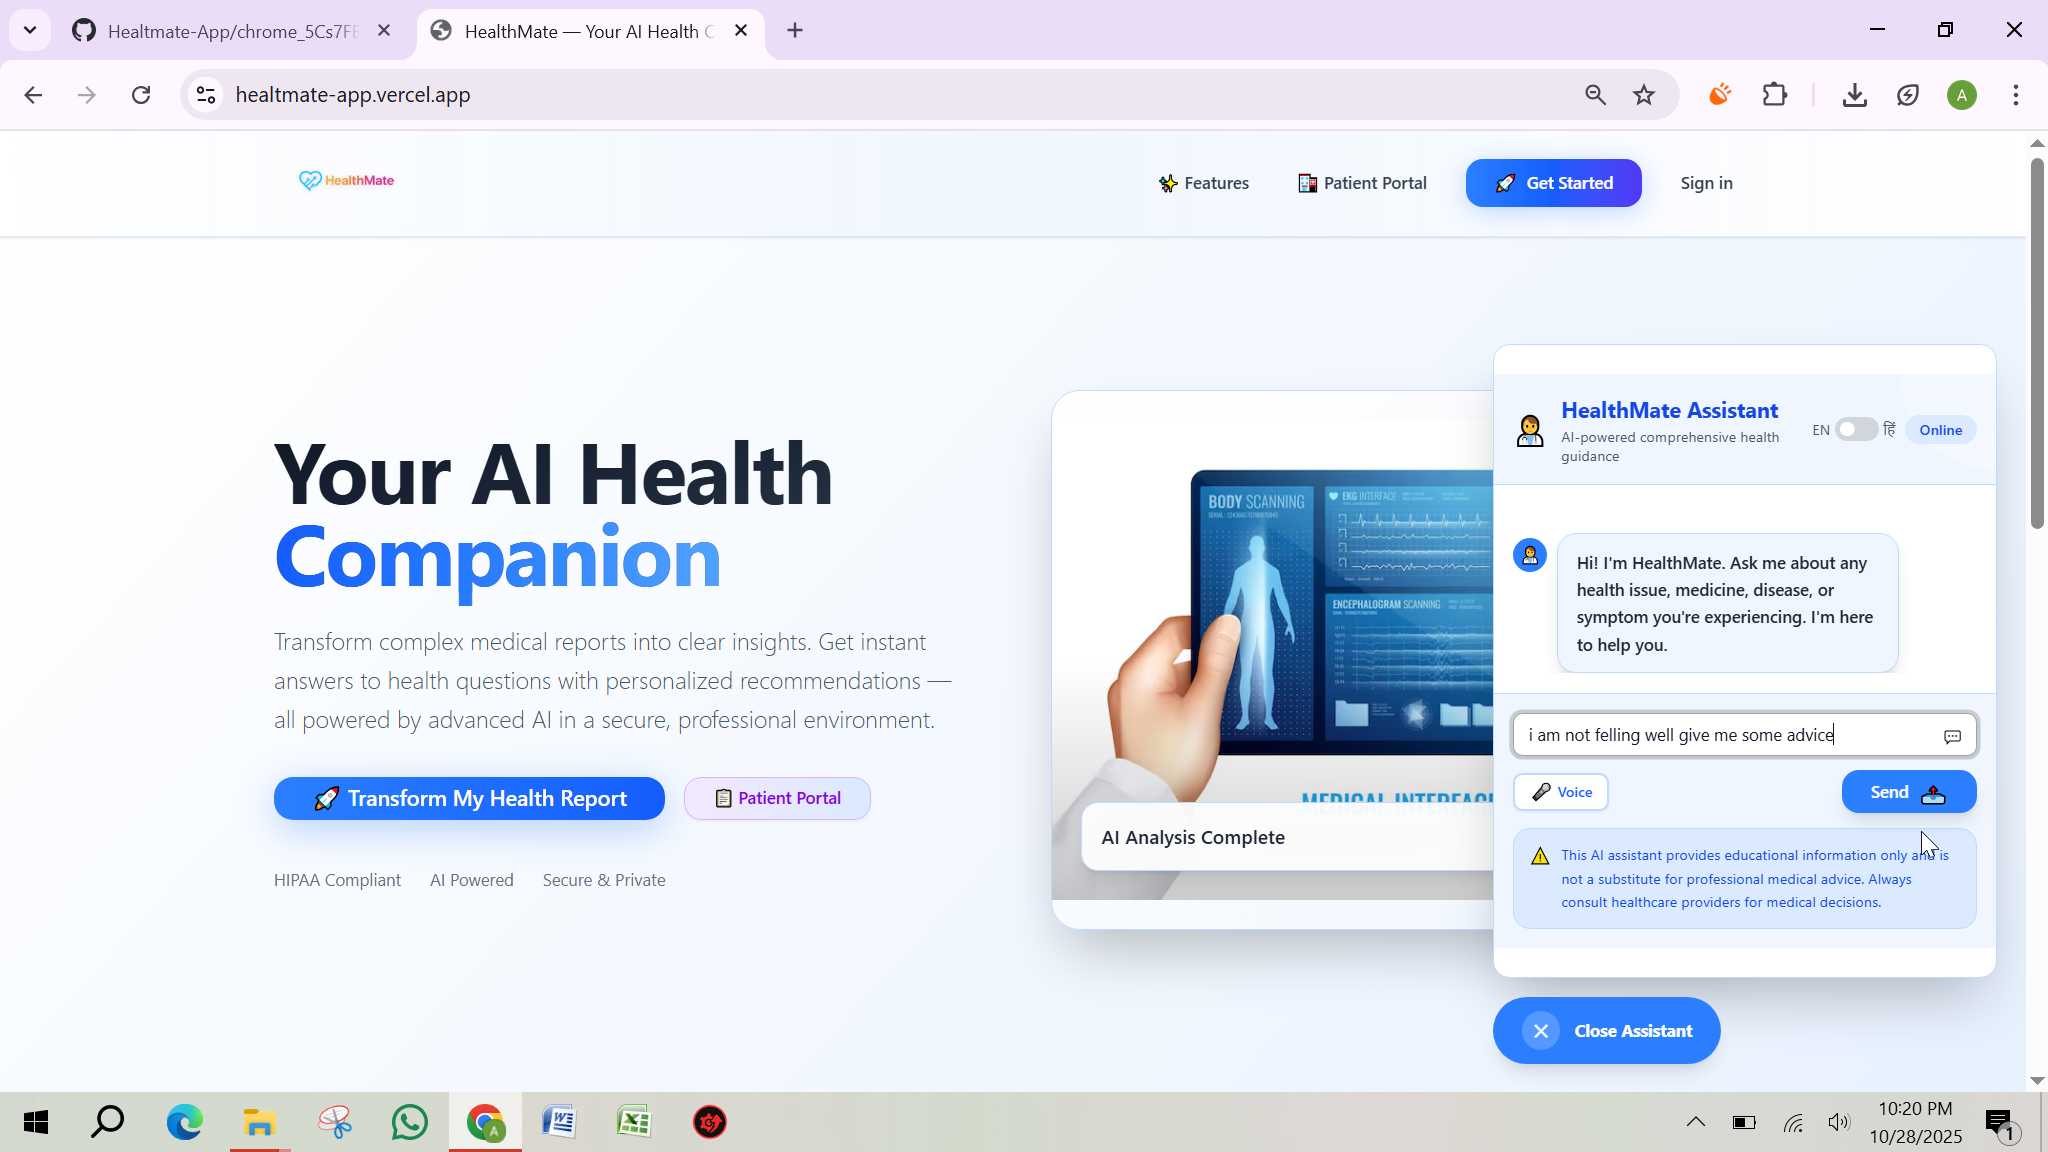 Healtmate-App/chrome_5Cs7F
HealthMate — Your AI Health C
healtmate-app.vercel.app
A
HealthMate
Features
Patient Portal
Get Started
Sign in
Your AI Health
Companion
Transform complex medical reports into clear insights. Get instant
answers to health questions with personalized recommendations —
all powered by advanced AI in a secure, professional environment.
Transform My Health Report
Patient Portal
HIPAA Compliant
AI Powered
Secure & Private
BODY SCANNING
EKG INTERFACE
ENCEPHALOGRAM SCANNING
MEDICAL INTERFAC
AI Analysis Complete
HealthMate Assistant
AI-powered comprehensive health
guidance
EN
हिं
Online
Hi! I'm HealthMate. Ask me about any
health issue, medicine, disease, or
symptom you're experiencing. I'm here
to help you.
i am not felling well give me some advice
Voice
Send
This AI assistant provides educational information only and is
not a substitute for professional medical advice. Always
consult healthcare providers for medical decisions.
Close Assistant
A
10:20 PM
10/28/2025
1